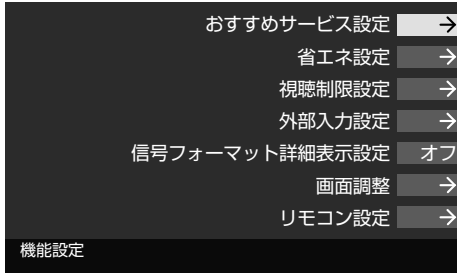 おすすめサービス設定 →
省エネ設定 →
視聴制限設定 →
外部入力設定 →
信号フォーマット詳細表示設定 オフ
画面調整 →
リモコン設定 →
機能設定